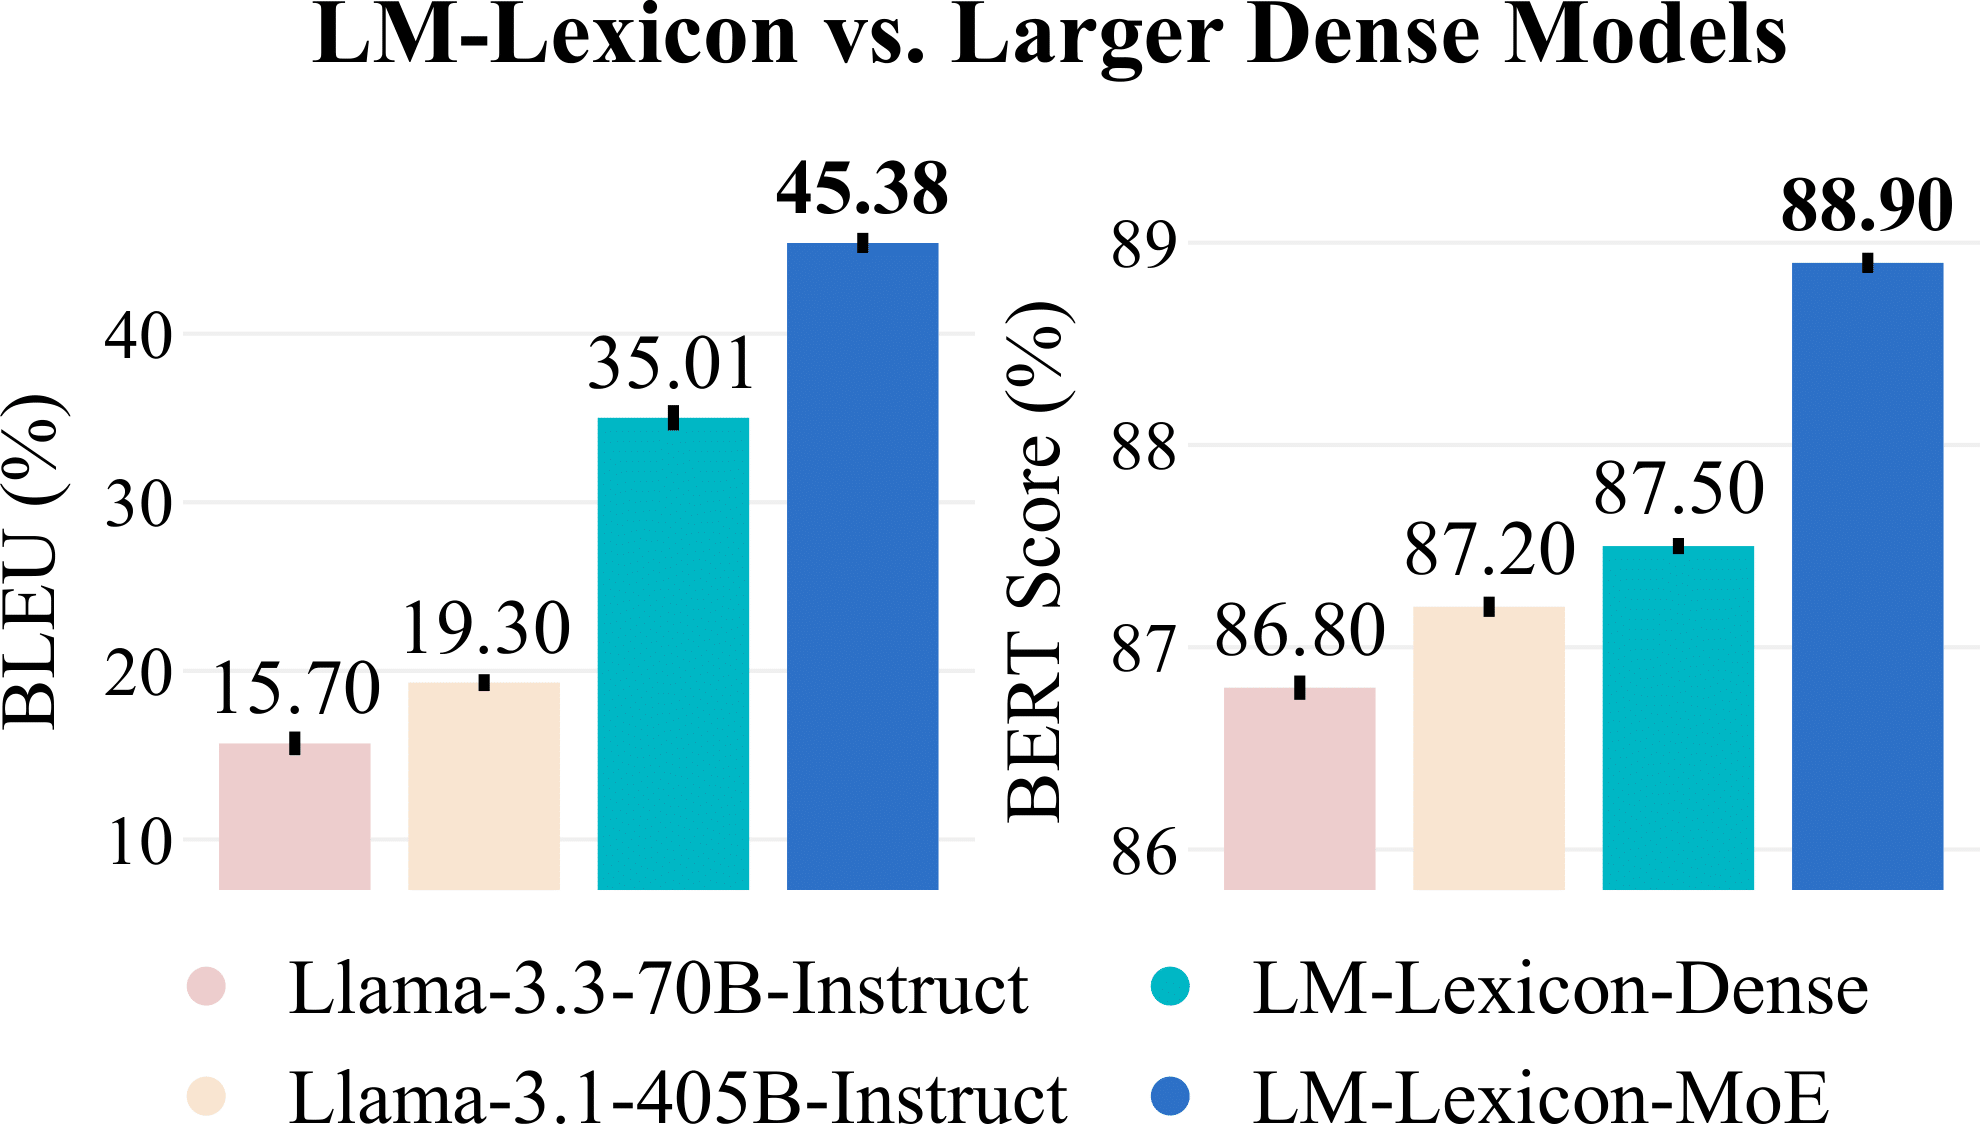 LM-Lexicon vs. Larger Dense Models
BLEU (%)
40
30
20
10
15.70
19.30
35.01
45.38
BERT Score (%)
89
88
87
86
86.80
87.20
87.50
88.90
Llama-3.3-70B-Instruct
Llama-3.1-405B-Instruct
LM-Lexicon-Dense
LM-Lexicon-MoE